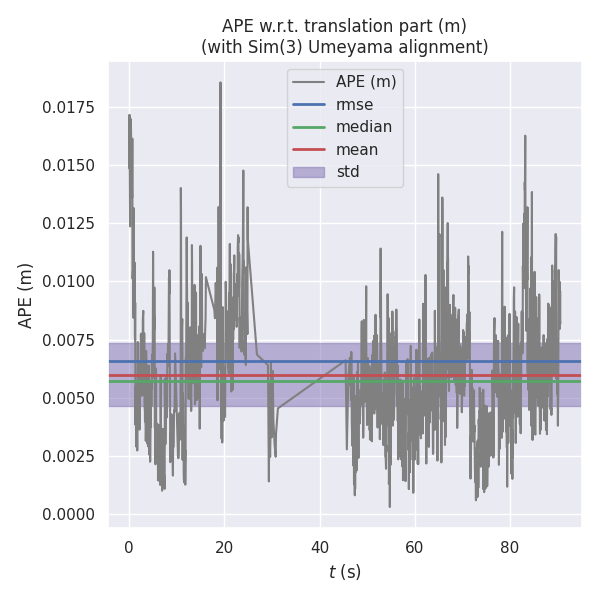 APE w.r.t. translation part (m)
(with Sim(3) Umeyama alignment)
APE (m)
rmse
median
mean
std
0.0175
0.0150
0.0125
0.0100
0.0075
0.0050
0.0025
0.0000
APE (m)
0 20 40 60 80
t (s)